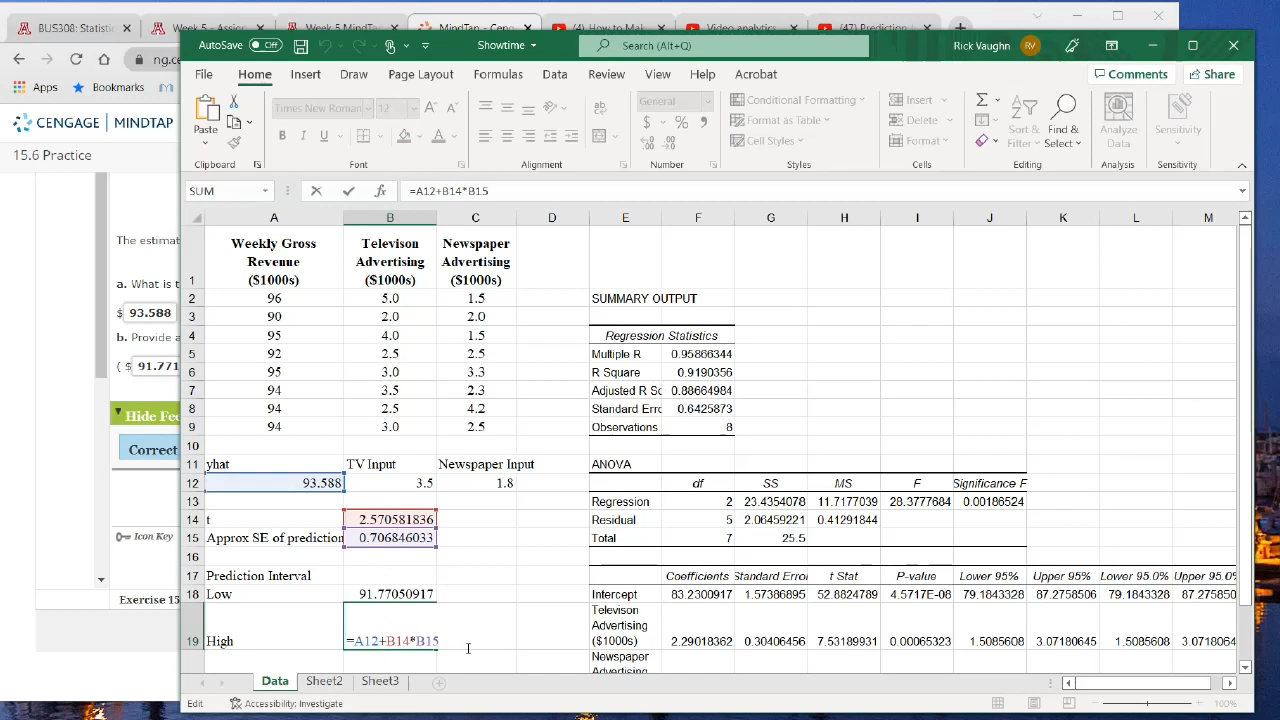 BUS308: Statistic
Week 5 - Assign
Week 5 MindTap
MindTap - Ceng
(4) How to Mak
Video analytics
(47) Prediction I
ng.ce
Apps
Bookmarks
CENGAGE MINDTAP
15.6 Practice
The estimat
a. What is t
$ 93.588
b. Provide a
( $ 91.771
Hide Fee
Correct
Icon Key
Exercise 15
AutoSave Off
Showtime
Search (Alt+Q)
Rick Vaughn RV
File Home Insert Draw Page Layout Formulas Data Review View Help Acrobat
Comments Share
Paste
Times New Roman 12
General
Conditional Formatting
Format as Table
Cell Styles
Insert
Delete
Format
Sort & Filter
Find & Select
Analyze Data
Sensitivity
Clipboard Font Alignment Number Styles Cells Editing Analysis Sensitivity
SUM =A12+B14*B15
A B C D E F G H I J K L M
1 Weekly Gross Revenue ($1000s) Televison Advertising ($1000s) Newspaper Advertising ($1000s)
2 96 5.0 1.5 SUMMARY OUTPUT
3 90 2.0 2.0
4 95 4.0 1.5 Regression Statistics
5 92 2.5 2.5 Multiple R 0.95866344
6 95 3.0 3.3 R Square 0.9190356
7 94 3.5 2.3 Adjusted R Sq 0.88664984
8 94 2.5 4.2 Standard Erro 0.6425873
9 94 3.0 2.5 Observations 8
10
11 yhat TV Input Newspaper Input ANOVA
12 93.588 3.5 1.8 df SS MS F Significance F
13 Regression 2 23.4354078 11.7177039 28.3777684 0.00186524
14 t 2.570581836 Residual 5 2.06459221 0.41291844
15 Approx SE of prediction 0.706846033 Total 7 25.5
16
17 Prediction Interval Coefficients Standard Error t Stat P-value Lower 95% Upper 95% Lower 95.0% Upper 95.0%
18 Low 91.77050917 Intercept 83.2300917 1.57386895 52.8824789 4.5717E-08 79.1843328 87.2758506 79.1843328 87.275850
19 High =A12+B14*B15 Televison Advertising ($1000s) 2.29018362 0.30406456 7.53189931 0.00065323 1.5085608 3.07180645 1.5085608 3.0718064
Newspaper
Advertising
Data Sheet2 Sheet3
Edit Accessibility: Investigate
100%